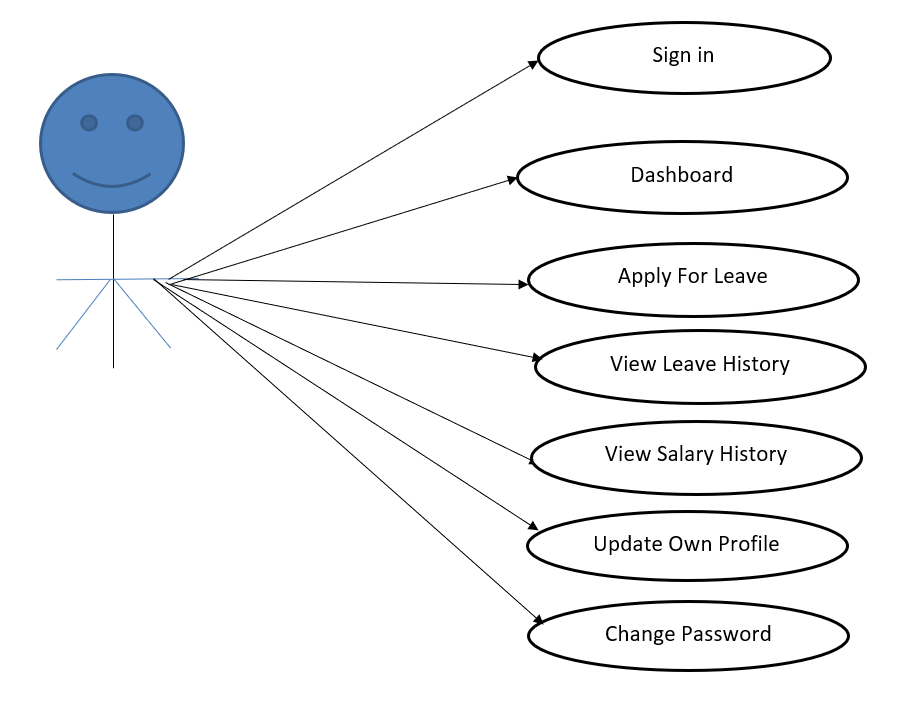 Sign in
Dashboard
Apply For Leave
View Leave History
View Salary History
Update Own Profile
Change Password